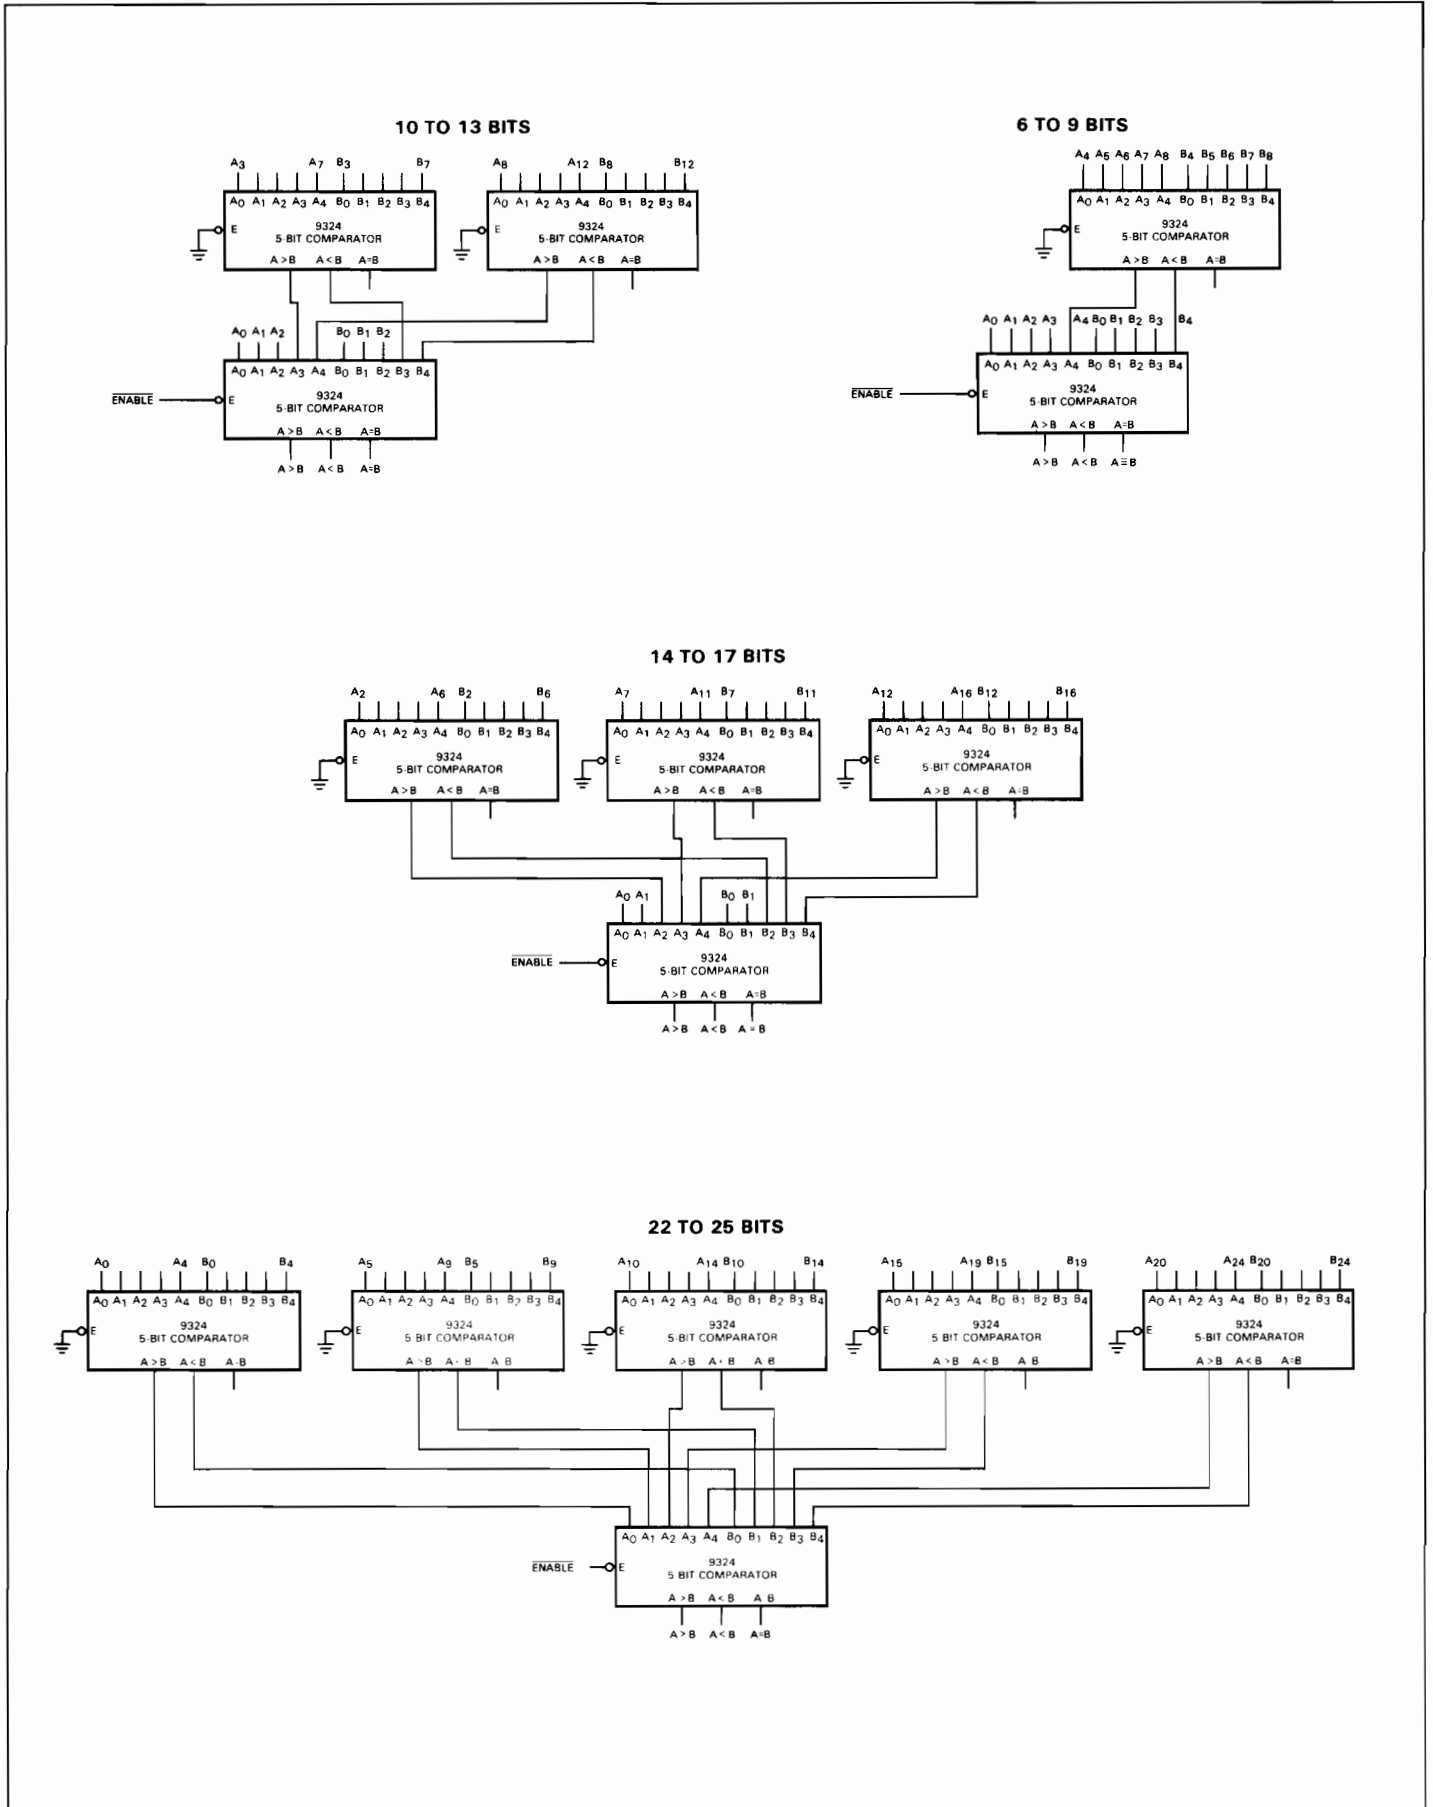 10 TO 13 BITS
A3 A7 B3 B7
A8 A12 B8 B12
A0 A1 A2 A3 A4 B0 B1 B2 B3 B4
A0 A1 A2 A3 A4 B0 B1 B2 B3 B4
E 9324
5-BIT COMPARATOR
A>B A<B A=B
E 9324
5-BIT COMPARATOR
A>B A<B A=B
A0 A1 A2 B0 B1 B2
A0 A1 A2 A3 A4 B0 B1 B2 B3 B4
ENABLE E 9324
5-BIT COMPARATOR
A>B A<B A=B
A>B A<B A=B
6 TO 9 BITS
A4 A5 A6 A7 A8 B4 B5 B6 B7 B8
A0 A1 A2 A3 A4 B0 B1 B2 B3 B4
E 9324
5-BIT COMPARATOR
A>B A<B A=B
A0 A1 A2 A3 A4 B0 B1 B2 B3 B4
A0 A1 A2 A3 A4 B0 B1 B2 B3 B4
ENABLE E 9324
5-BIT COMPARATOR
A>B A<B A=B
A>B A<B A≡B
14 TO 17 BITS
A2 A6 B2 B6
A7 A11 B7 B11
A12 A16 B12 B16
A0 A1 A2 A3 A4 B0 B1 B2 B3 B4
A0 A1 A2 A3 A4 B0 B1 B2 B3 B4
A0 A1 A2 A3 A4 B0 B1 B2 B3 B4
E 9324
5-BIT COMPARATOR
A>B A<B A=B
E 9324
5-BIT COMPARATOR
A>B A<B A=B
E 9324
5-BIT COMPARATOR
A>B A<B A=B
A0 A1 B0 B1
A0 A1 A2 A3 A4 B0 B1 B2 B3 B4
ENABLE E 9324
5-BIT COMPARATOR
A>B A<B A=B
A>B A<B A=B
22 TO 25 BITS
A0 A4 B0 B4
A5 A9 B5 B9
A10 A14 B10 B14
A15 A19 B15 B19
A20 A24 B20 B24
A0 A1 A2 A3 A4 B0 B1 B2 B3 B4
A0 A1 A2 A3 A4 B0 B1 B2 B3 B4
A0 A1 A2 A3 A4 B0 B1 B2 B3 B4
A0 A1 A2 A3 A4 B0 B1 B2 B3 B4
A0 A1 A2 A3 A4 B0 B1 B2 B3 B4
E 9324
5-BIT COMPARATOR
A>B A<B A=B
E 9324
5 BIT COMPARATOR
A>B A B A B
E 9324
5-BIT COMPARATOR
A>B A B A B
E 9324
5 BIT COMPARATOR
A>B A<B A B
E 9324
5-BIT COMPARATOR
A>B A<B A=B
A0 A1 A2 A3 A4 B0 B1 B2 B3 B4
ENABLE E 9324
5 BIT COMPARATOR
A>B A<B A B
A>B A<B A=B